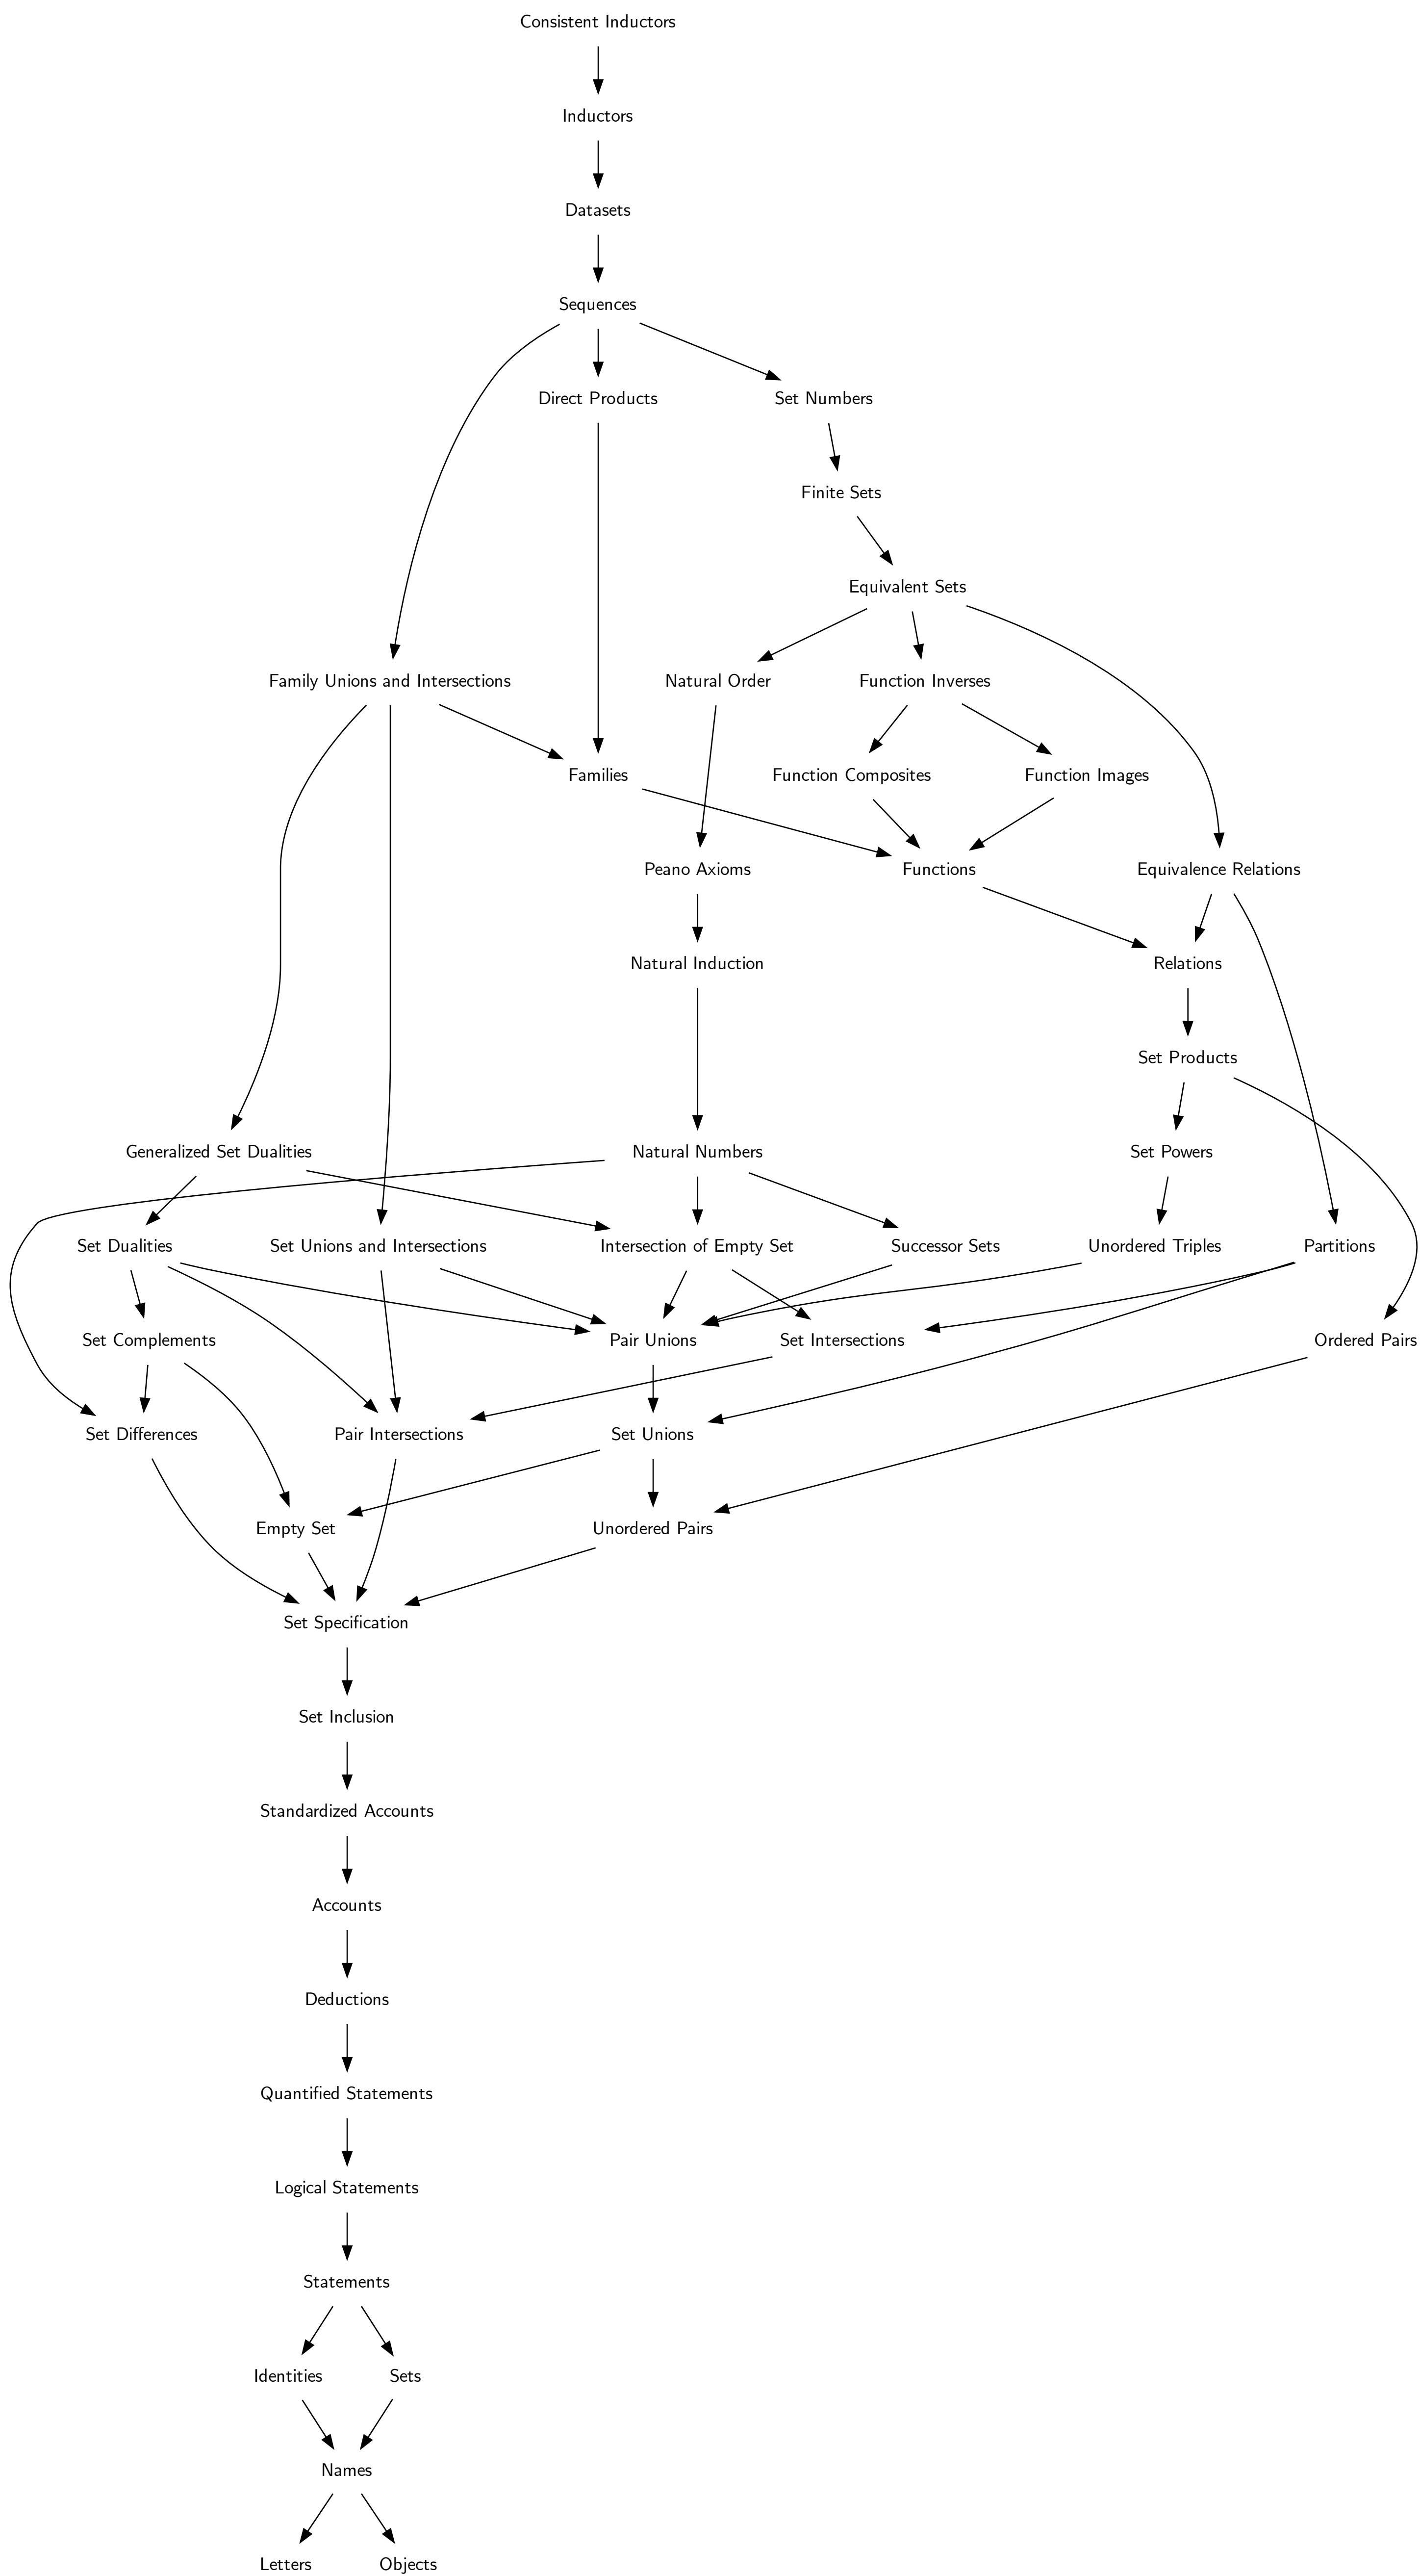 Consistent Inductors
Inductors
Datasets
Sequences
Direct Products
Set Numbers
Finite Sets
Equivalent Sets
Family Unions and Intersections
Natural Order
Function Inverses
Families
Function Composites
Function Images
Peano Axioms
Functions
Equivalence Relations
Natural Induction
Relations
Set Products
Generalized Set Dualities
Natural Numbers
Set Powers
Set Dualities
Set Unions and Intersections
Intersection of Empty Set
Successor Sets
Unordered Triples
Partitions
Set Complements
Pair Unions
Set Intersections
Ordered Pairs
Set Differences
Pair Intersections
Set Unions
Empty Set
Unordered Pairs
Set Specification
Set Inclusion
Standardized Accounts
Accounts
Deductions
Quantified Statements
Logical Statements
Statements
Identities
Sets
Names
Letters
Objects